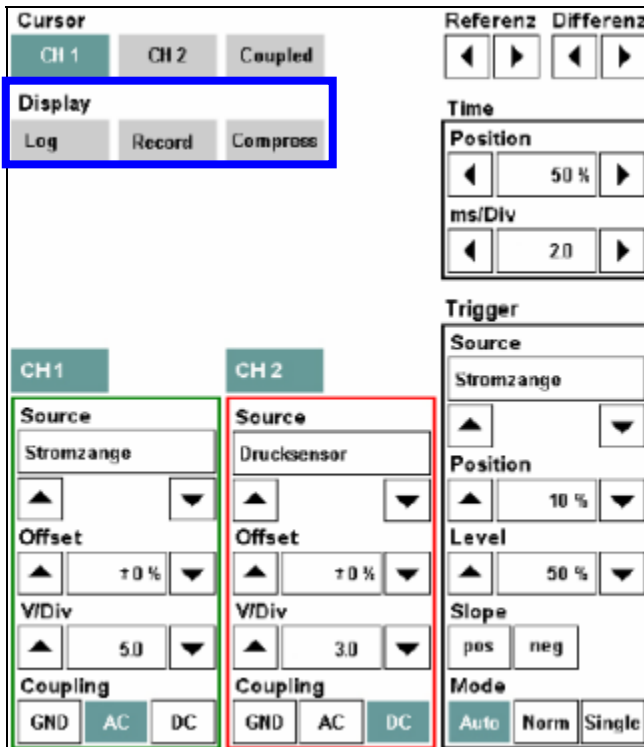 Cursor
CH 1 CH 2 Coupled
Display
Log Record Compress
Referenz Differenz
Time
Position
50 %
ms/Div
2.0
CH 1
Source
Stromzange
Offset
±0 %
V/Div
5.0
Coupling
GND AC DC
CH 2
Source
Drucksensor
Offset
±0 %
V/Div
3.0
Coupling
GND AC DC
Trigger
Source
Stromzange
Position
10 %
Level
50 %
Slope
pos neg
Mode
Auto Norm Single